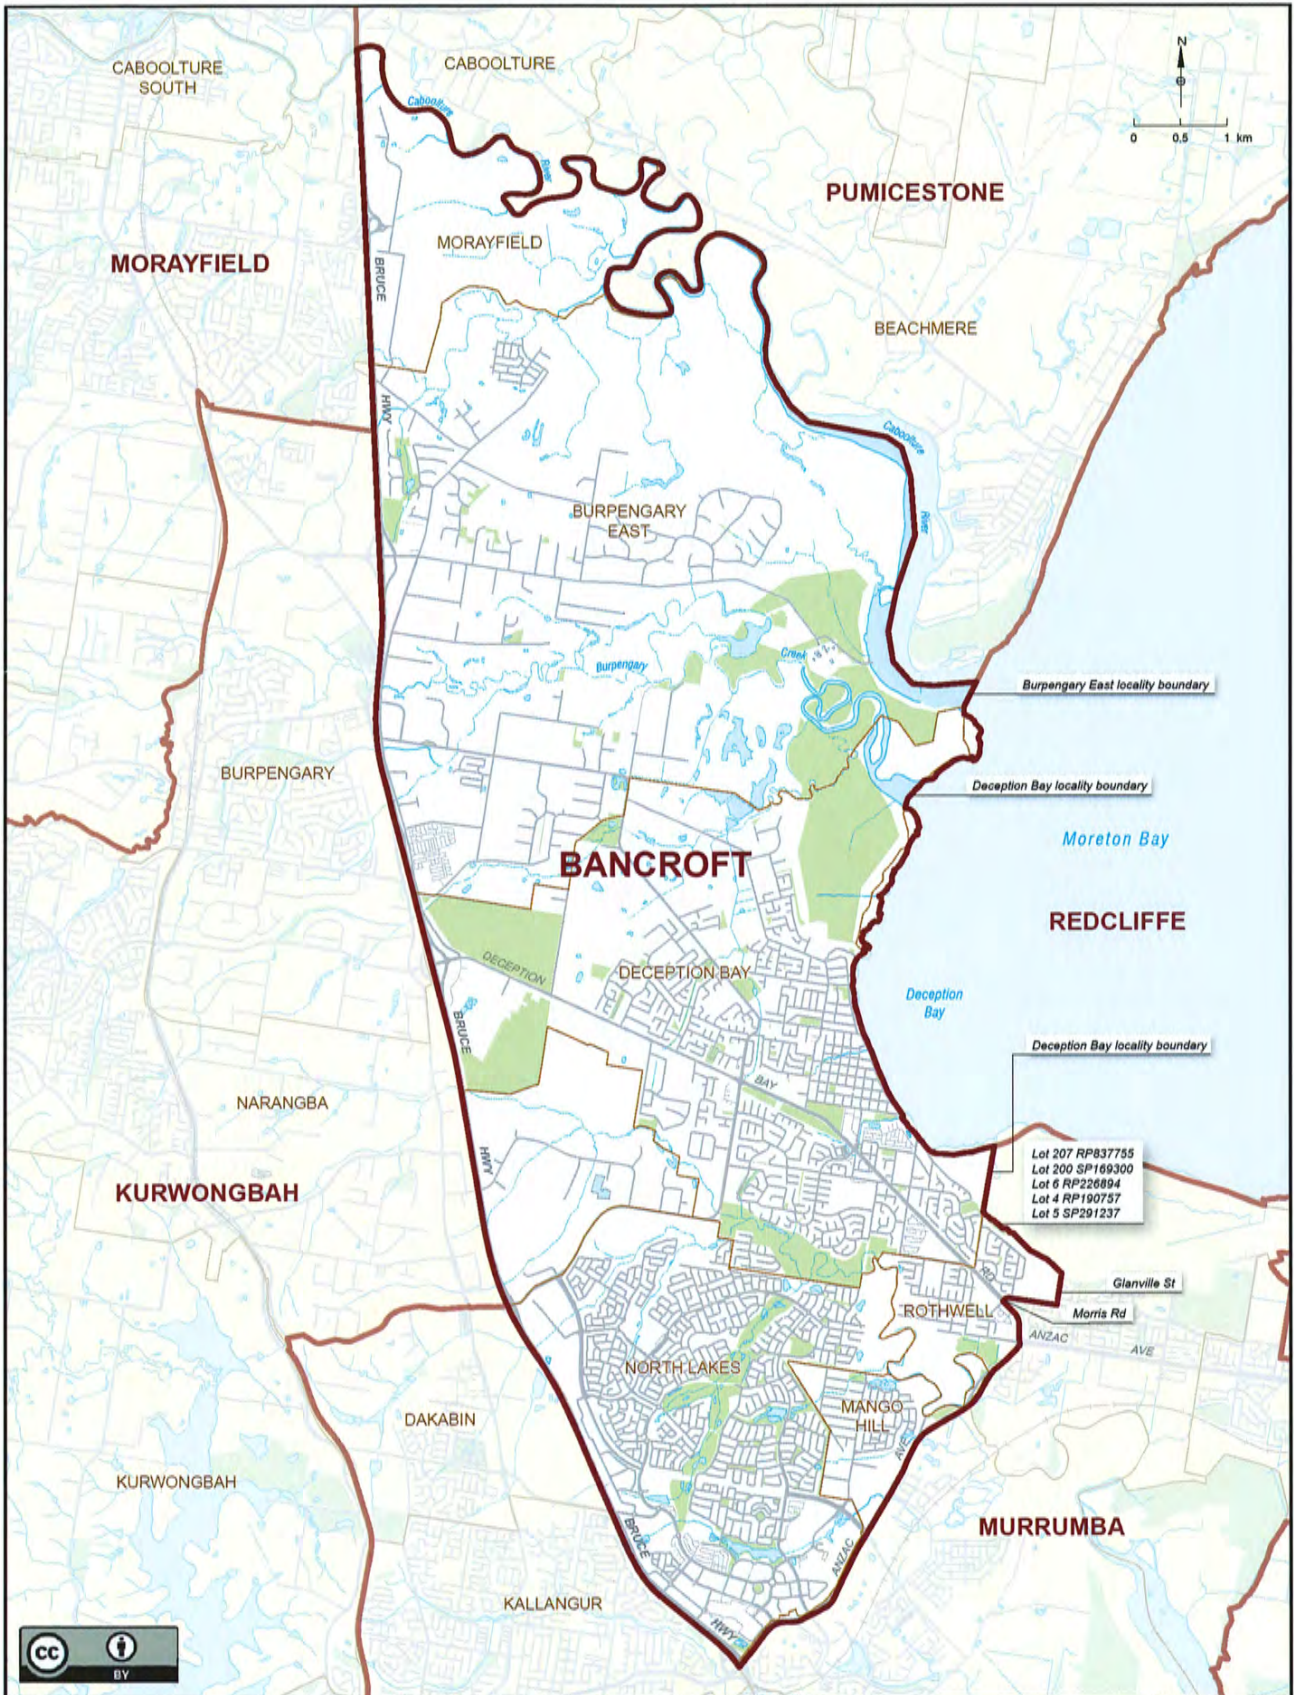 CABOOLTURE
SOUTH
CABOOLTURE
N
0 0.5 1 km
Caboolture
River
PUMICESTONE
MORAYFIELD
MORAYFIELD
BRUCE
BEACHMERE
HWY
Caboolture
River
BURPENGARY
EAST
Creek
Burpengary
Burpengary East locality boundary
BURPENGARY
Deception Bay locality boundary
Moreton Bay
BANCROFT
REDCLIFFE
DECEPTION
DECEPTION BAY
Deception
Bay
BRUCE
Deception Bay locality boundary
BAY
NARANGBA
HWY
Lot 207 RP837755
Lot 200 SP169300
Lot 6 RP226894
Lot 4 RP190757
Lot 5 SP291237
KURWONGBAH
RD
Glanville St
ROTHWELL
Morris Rd
ANZAC
AVE
NORTH LAKES
MANGO
HILL
DAKABIN
AVE
KURWONGBAH
MURRUMBA
BRUCE
ANZAC
KALLANGUR
HWY
cc
BY